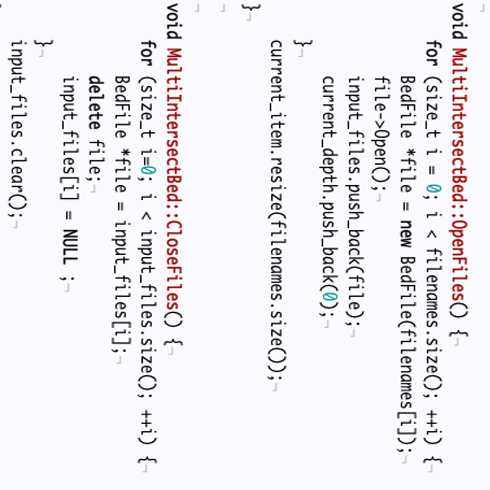 void MultiIntersectBed::OpenFiles() {
for (size_t i = 0; i < filenames.size(); ++i) {
BedFile *file = new BedFile(filenames[i]);
file->Open();
input_files.push_back(file);
current_depth.push_back(0);
}
current_item.resize(filenames.size());
}
void MultiIntersectBed::CloseFiles() {
for (size_t i=0; i < input_files.size(); ++i) {
BedFile *file = input_files[i];
delete file;
input_files[i] = NULL ;
}
input_files.clear();